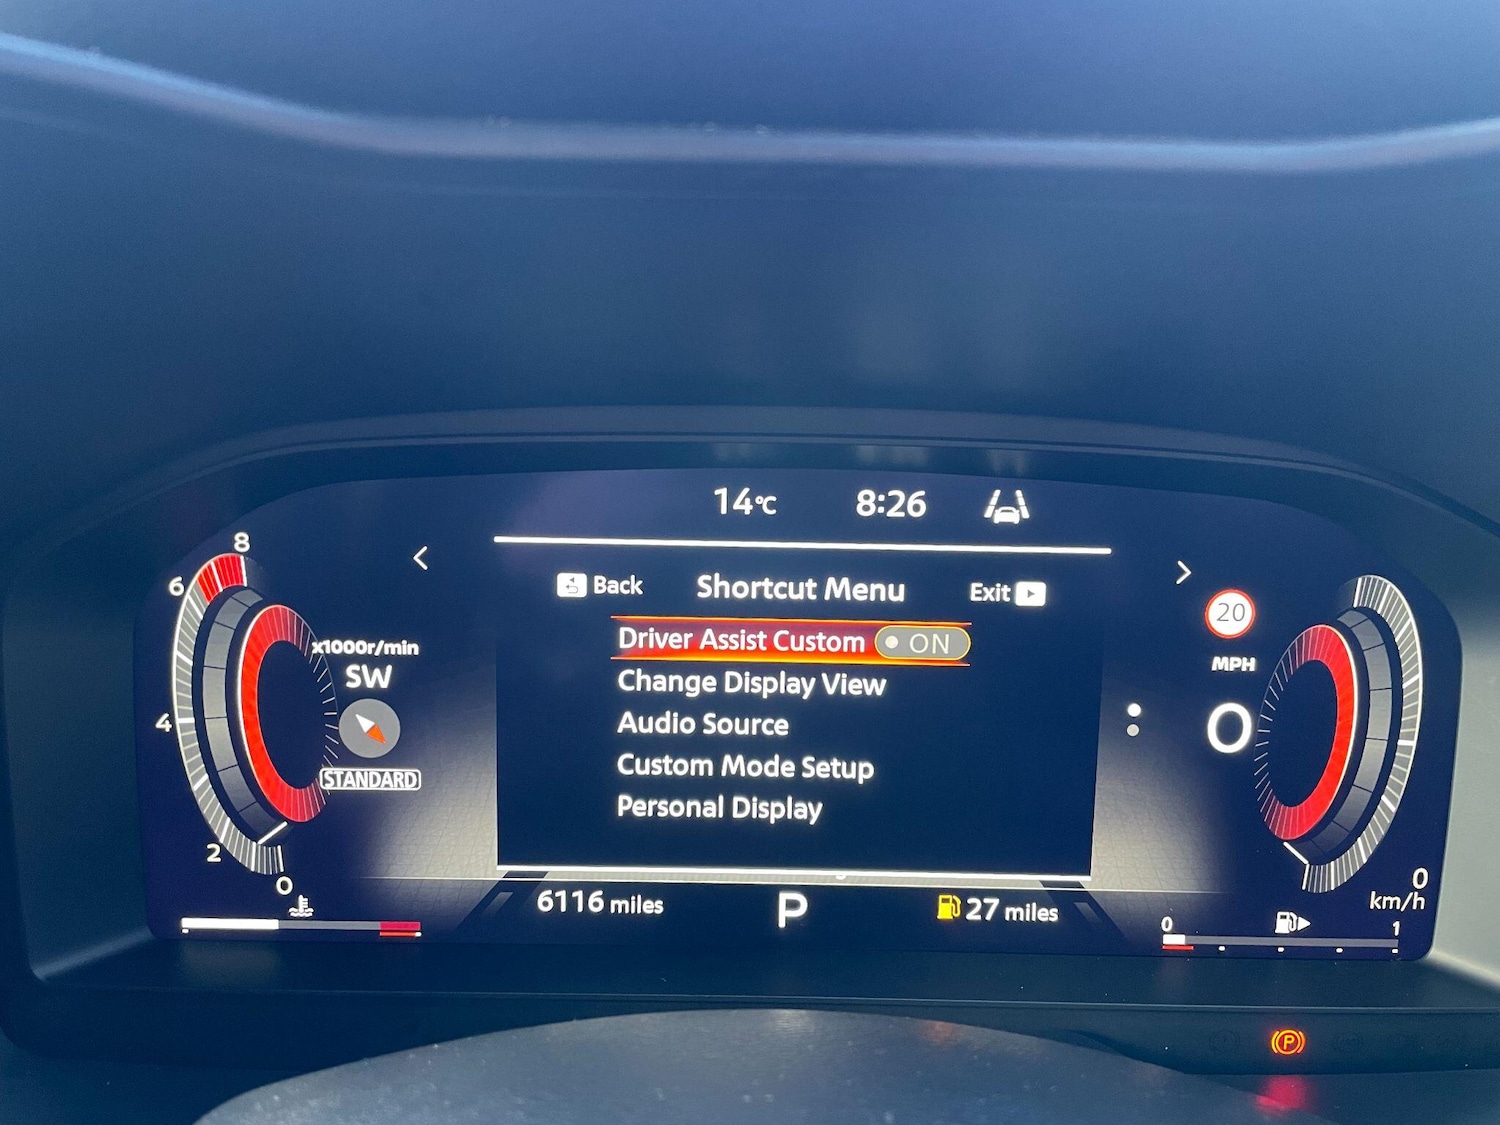 14°C 8:26
Back Shortcut Menu Exit
Driver Assist Custom ON
Change Display View
Audio Source
Custom Mode Setup
Personal Display
8
6
4
2
0
x1000r/min
SW
STANDARD
20
MPH
0
0
km/h
6116 miles P 27 miles
0 1
P